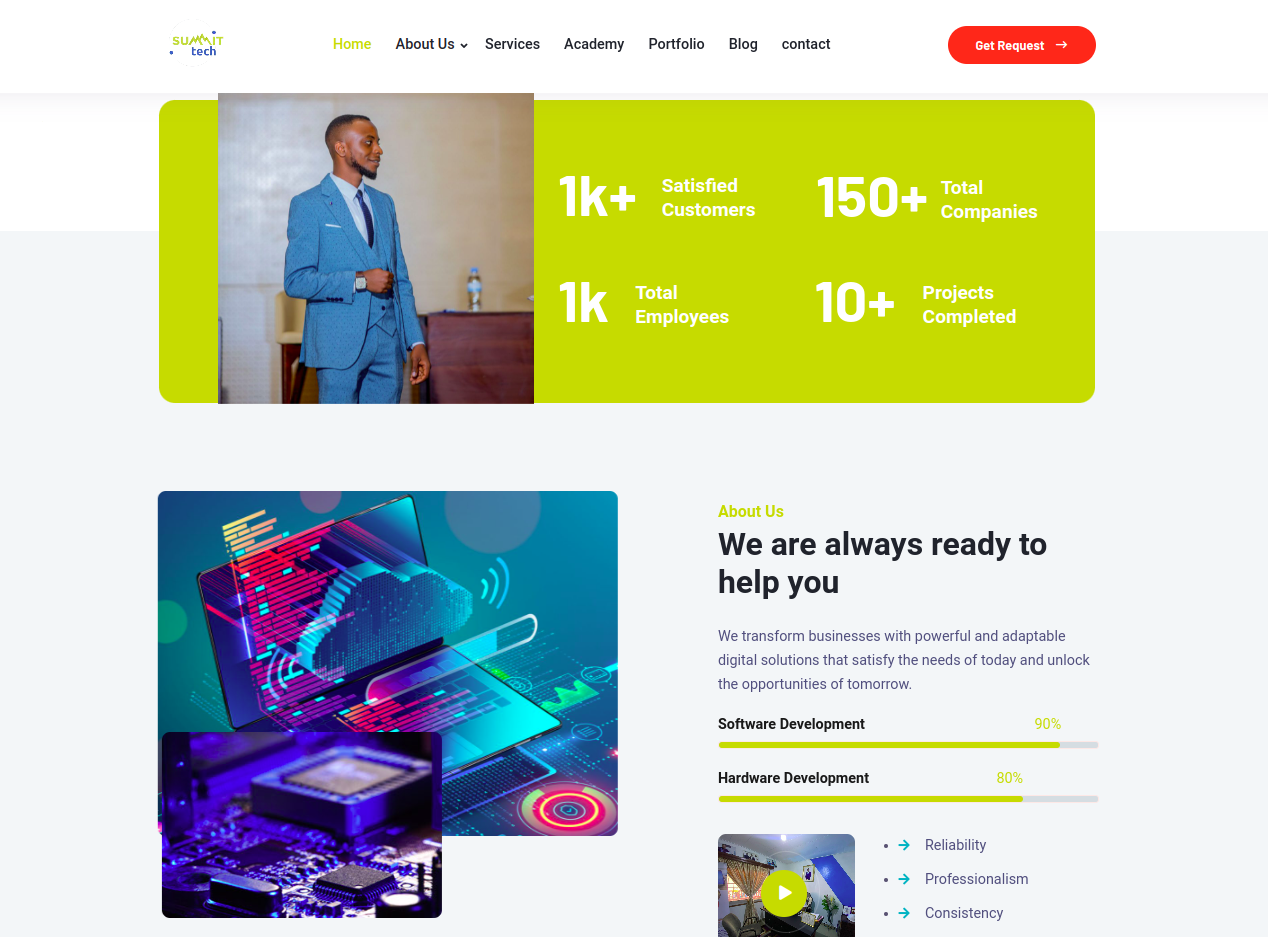 SUMMIT
tech
Home About Us Services Academy Portfolio Blog contact
Get Request
1k+ Satisfied
Customers
150+ Total
Companies
1k Total
Employees
10+ Projects
Completed
About Us
We are always ready to
help you
We transform businesses with powerful and adaptable
digital solutions that satisfy the needs of today and unlock
the opportunities of tomorrow.
Software Development 90%
Hardware Development 80%
Reliability
Professionalism
Consistency